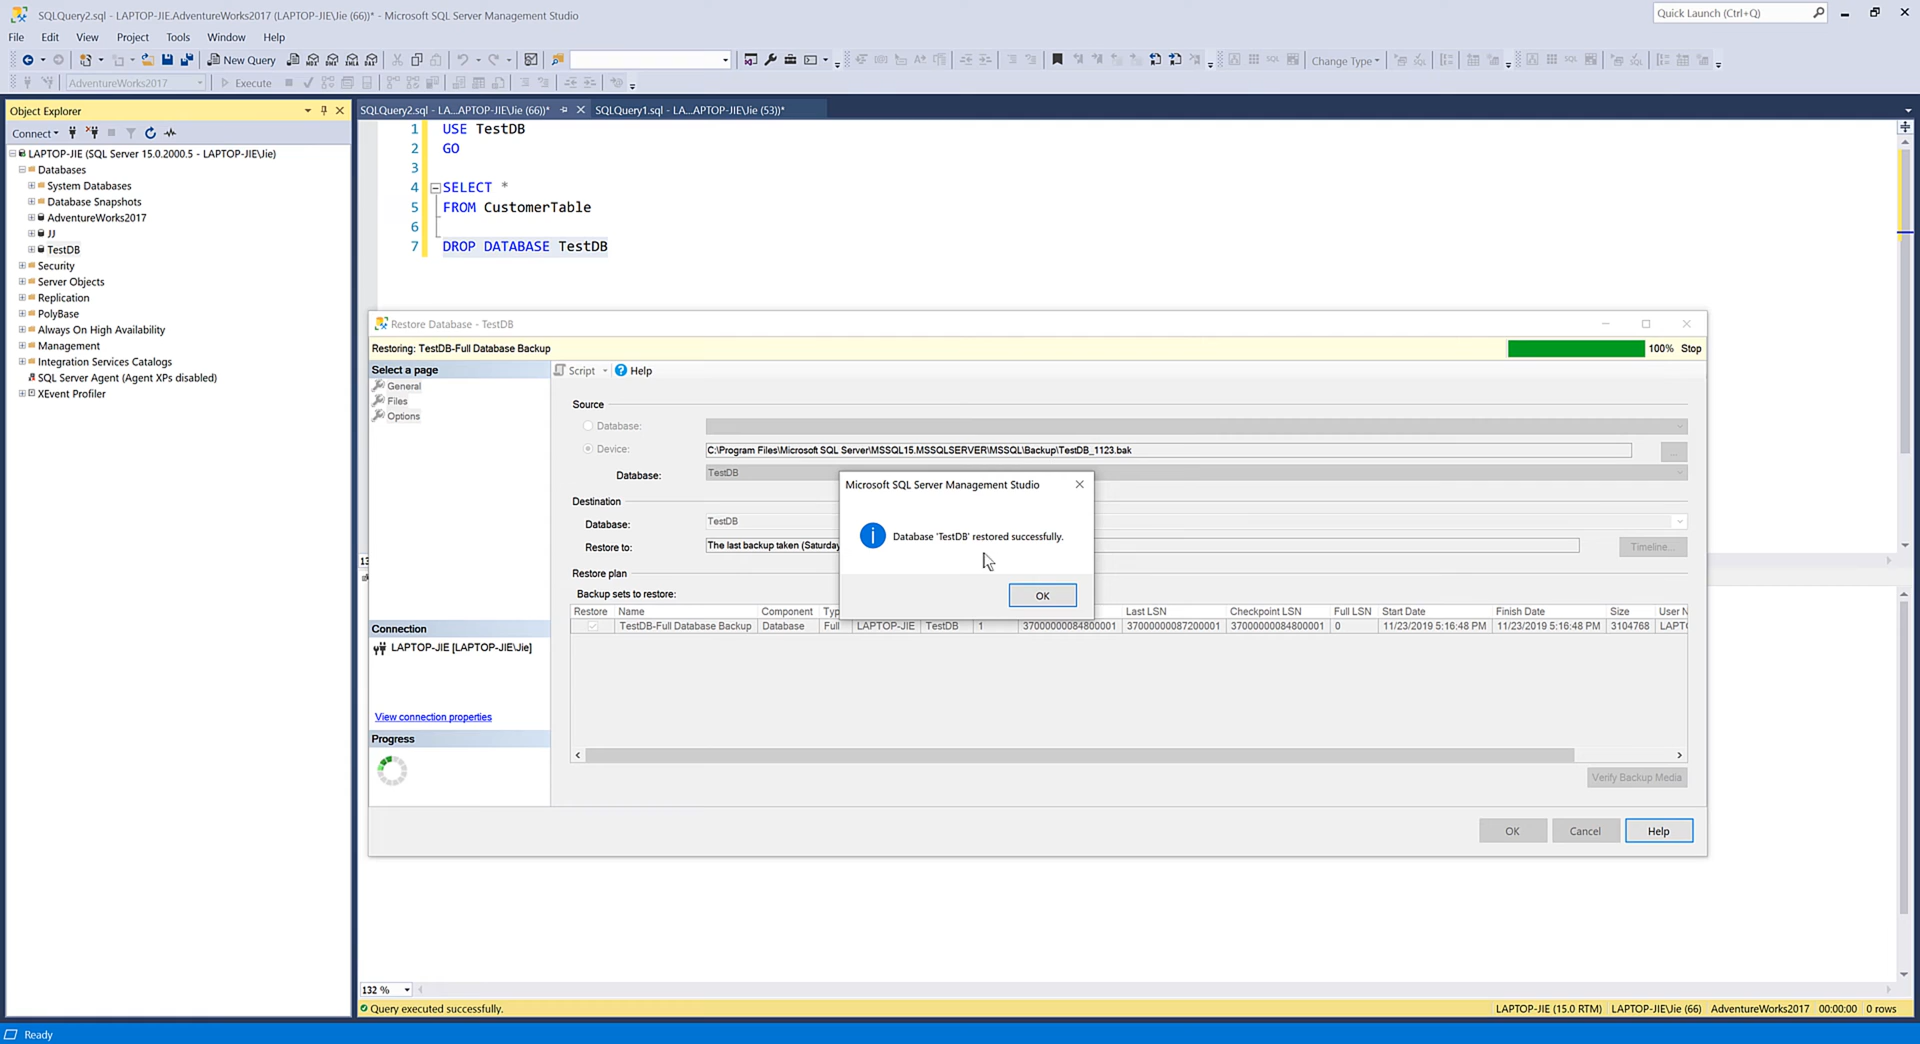 SQLQuery2.sql - LAPTOP-JIE.AdventureWorks2017 (LAPTOP-JIE\Jie (66))* - Microsoft SQL Server Management Studio
Quick Launch (Ctrl+Q)
File Edit View Project Tools Window Help
New Query
Change Type
AdventureWorks2017
Execute
Object Explorer
Connect
LAPTOP-JIE (SQL Server 15.0.2000.5 - LAPTOP-JIE\Jie)
Databases
System Databases
Database Snapshots
AdventureWorks2017
JJ
TestDB
Security
Server Objects
Replication
PolyBase
Always On High Availability
Management
Integration Services Catalogs
SQL Server Agent (Agent XPs disabled)
XEvent Profiler
SQLQuery2.sql - LA...APTOP-JIE\Jie (66))* SQLQuery1.sql - LA...APTOP-JIE\Jie (53))*
1 USE TestDB
2 GO
3
4 SELECT *
5 FROM CustomerTable
6
7 DROP DATABASE TestDB
Restore Database - TestDB
Restoring: TestDB-Full Database Backup
100% Stop
Select a page
General
Files
Options
Script Help
Source
Database:
Device: C:\Program Files\Microsoft SQL Server\MSSQL15.MSSQLSERVER\MSSQL\Backup\TestDB_1123.bak
...
Database: TestDB
Destination
Database: TestDB
Restore to: The last backup taken (Saturday
Timeline...
Restore plan
Backup sets to restore:
Restore Name Component Typ Last LSN Checkpoint LSN Full LSN Start Date Finish Date Size User N
TestDB-Full Database Backup Database Full LAPTOP-JIE TestDB 1 37000000084800001 37000000087200001 37000000084800001 0 11/23/2019 5:16:48 PM 11/23/2019 5:16:48 PM 3104768 LAPT
Microsoft SQL Server Management Studio
Database 'TestDB' restored successfully.
OK
Connection
LAPTOP-JIE [LAPTOP-JIE\Jie]
View connection properties
Progress
Verify Backup Media
OK Cancel Help
132 %
Query executed successfully.
LAPTOP-JIE (15.0 RTM) LAPTOP-JIE\Jie (66) AdventureWorks2017 00:00:00 0 rows
Ready